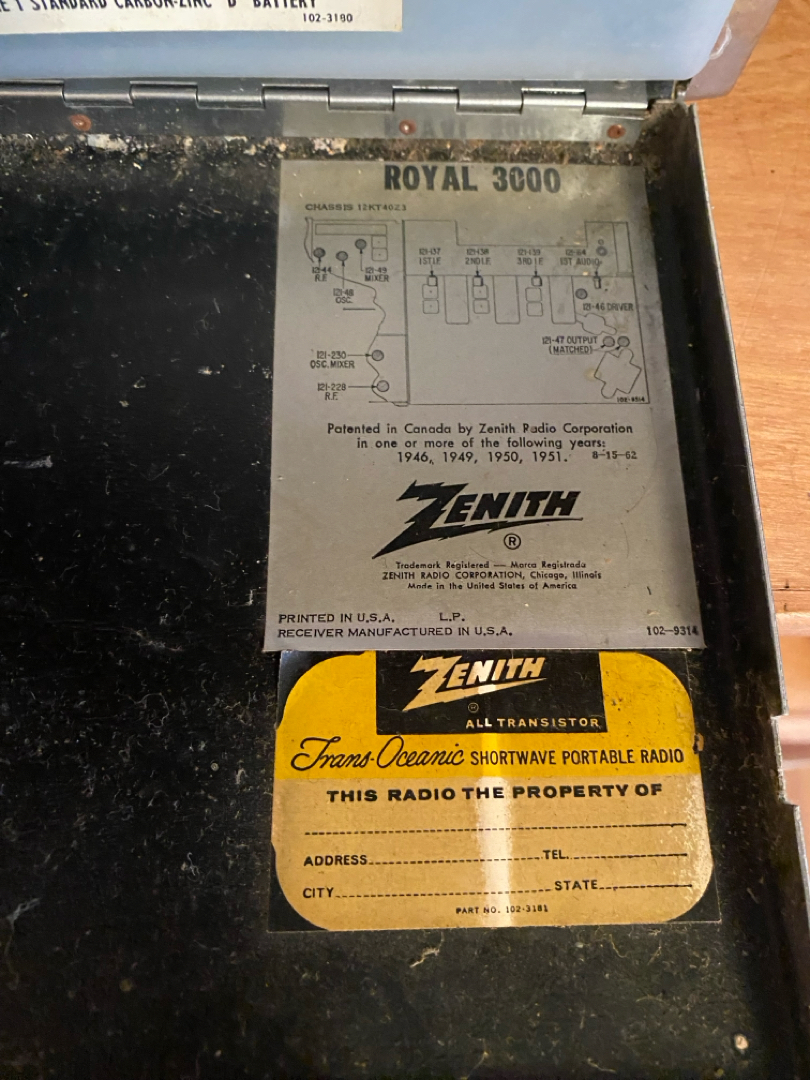 1 STANDARD CARBON-ZINC "D" BATTERY
102-3180
ROYAL 3000
CHASSIS 12KT40Z3
121-44
R.F.
121-48
OSC.
121-49
MIXER
121-137
1ST I.F.
121-138
2ND I.F.
121-139
3RD I.F.
1ST AUDIO
121-46 DRIVER
121-47 OUTPUT
(MATCHED)
121-230
OSC. MIXER
121-228
R.F.
102-9314
Patented in Canada by Zenith Radio Corporation
in one or more of the following years:
1946, 1949, 1950, 1951. 8-15-62
ZENITH
®
Trademark Registered — Marca Registrada
ZENITH RADIO CORPORATION, Chicago, Illinois
Made in the United States of America
PRINTED IN U.S.A. L.P.
RECEIVER MANUFACTURED IN U.S.A. 102-9314
ZENITH
®
ALL TRANSISTOR
Trans-Oceanic SHORTWAVE PORTABLE RADIO
THIS RADIO THE PROPERTY OF
ADDRESS TEL.
CITY STATE
PART NO. 102-3181